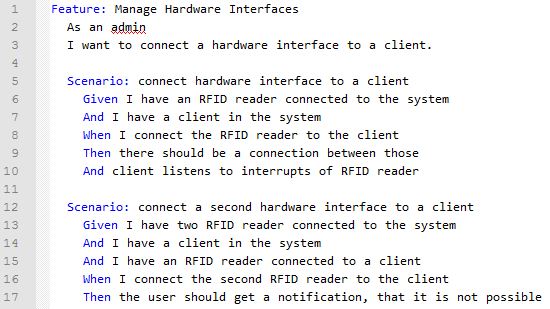 1 Feature: Manage Hardware Interfaces
2 As an admin
3 I want to connect a hardware interface to a client.
4
5 Scenario: connect hardware interface to a client
6 Given I have an RFID reader connected to the system
7 And I have a client in the system
8 When I connect the RFID reader to the client
9 Then there should be a connection between those
10 And client listens to interrupts of RFID reader
11
12 Scenario: connect a second hardware interface to a client
13 Given I have two RFID reader connected to the system
14 And I have a client in the system
15 And I have an RFID reader connected to a client
16 When I connect the second RFID reader to the client
17 Then the user should get a notification, that it is not possible